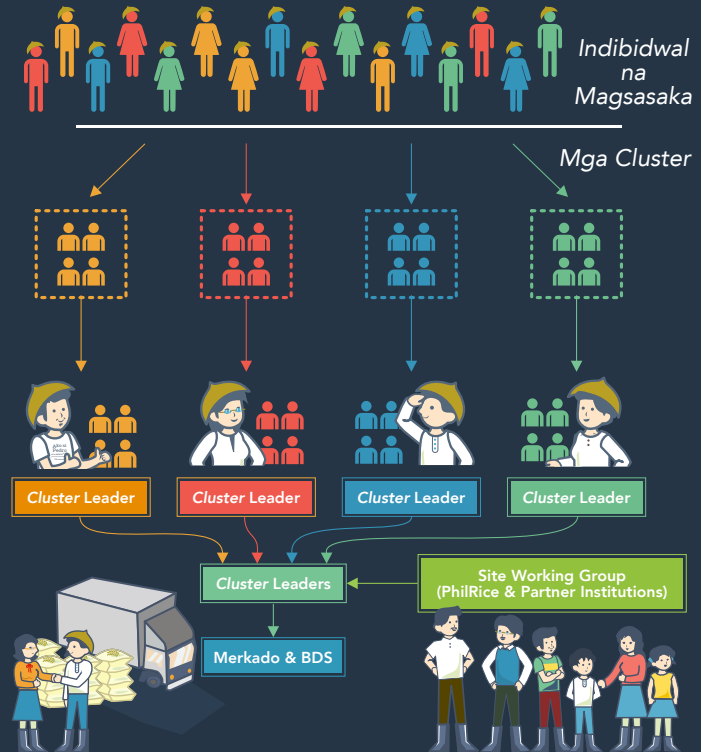 Indibidwal
na
Magsasaka
Mga Cluster
Cluster Leader
Cluster Leader
Cluster Leader
Cluster Leader
Cluster Leaders
Site Working Group
(PhilRice & Partner Institutions)
Merkado & BDS